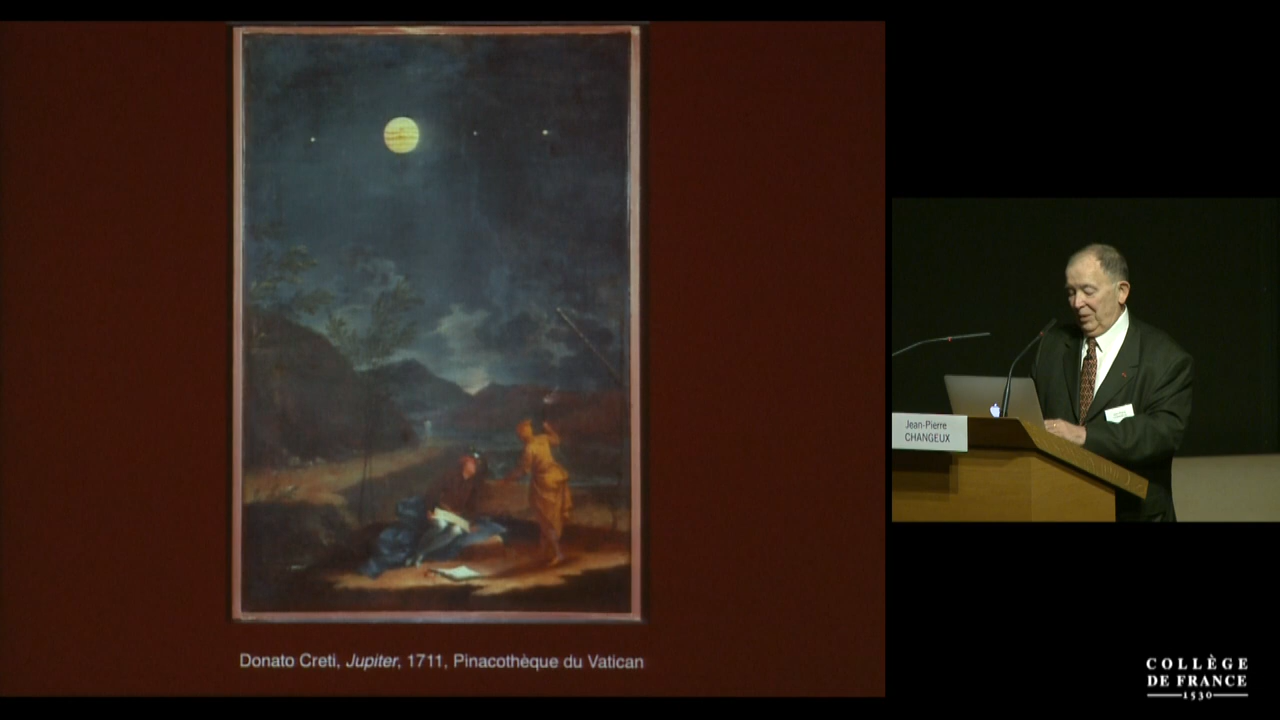 Donato Creti, Jupiter, 1711, Pinacothèque du Vatican
Jean-Pierre
CHANGEUX
COLLÈGE
DE FRANCE
1530